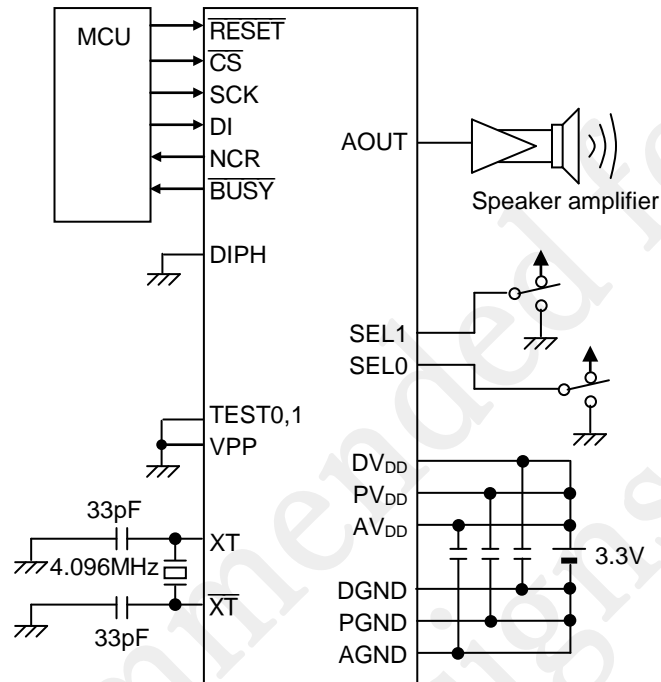 MCU
RESET
CS
SCK
DI
NCR
BUSY
DIPH
TEST0,1
VPP
33pF
XT
4.096MHz
XT
33pF
AOUT
Speaker amplifier
SEL1
SEL0
DVDD
PVDD
AVDD
3.3V
DGND
PGND
AGND